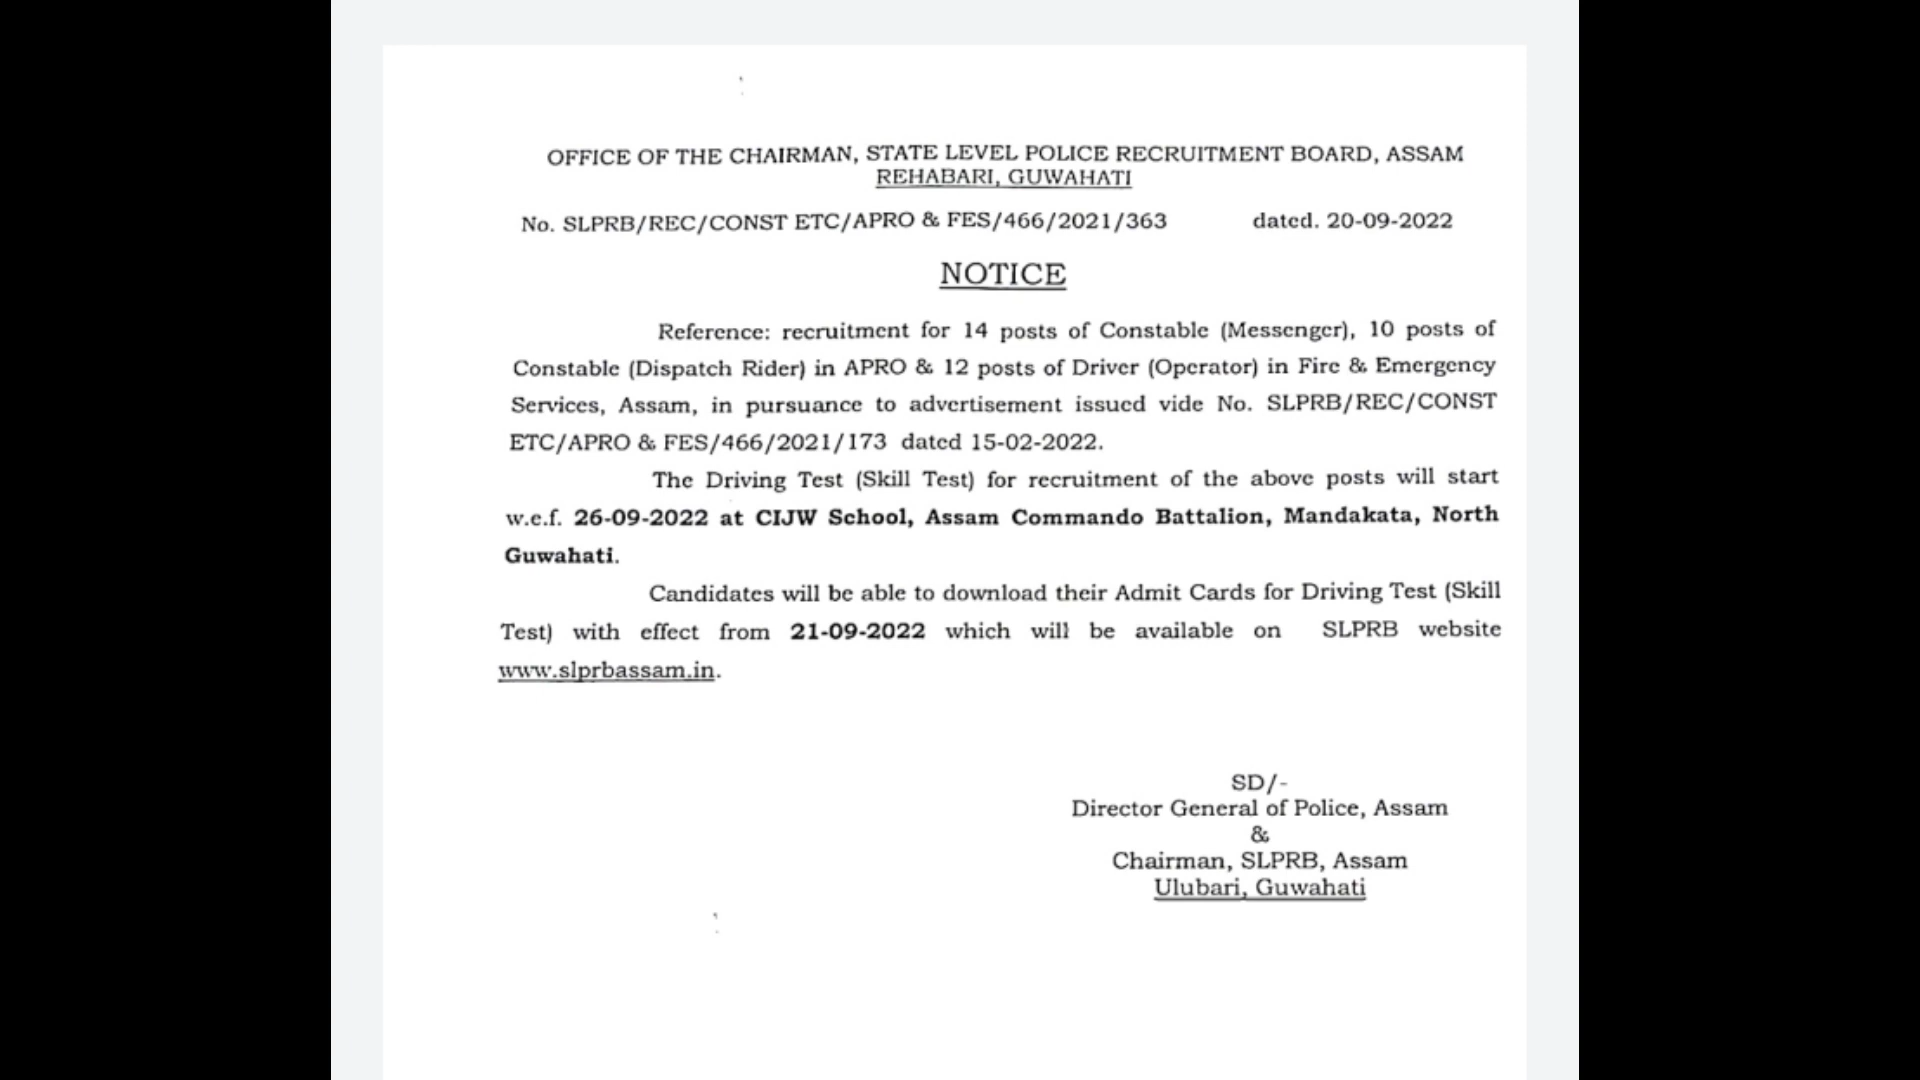 OFFICE OF THE CHAIRMAN, STATE LEVEL POLICE RECRUITMENT BOARD, ASSAM
REHABARI, GUWAHATI
No. SLPRB/REC/CONST ETC/APRO & FES/466/2021/363 dated. 20-09-2022
NOTICE
Reference: recruitment for 14 posts of Constable (Messenger), 10 posts of
Constable (Dispatch Rider) in APRO & 12 posts of Driver (Operator) in Fire & Emergency
Services, Assam, in pursuance to advertisement issued vide No. SLPRB/REC/CONST
ETC/APRO & FES/466/2021/173 dated 15-02-2022.
The Driving Test (Skill Test) for recruitment of the above posts will start
w.e.f. 26-09-2022 at CIJW School, Assam Commando Battalion, Mandakata, North
Guwahati.
Candidates will be able to download their Admit Cards for Driving Test (Skill
Test) with effect from 21-09-2022 which will be available on SLPRB website
www.slprbassam.in.
SD/-
Director General of Police, Assam
&
Chairman, SLPRB, Assam
Ulubari, Guwahati